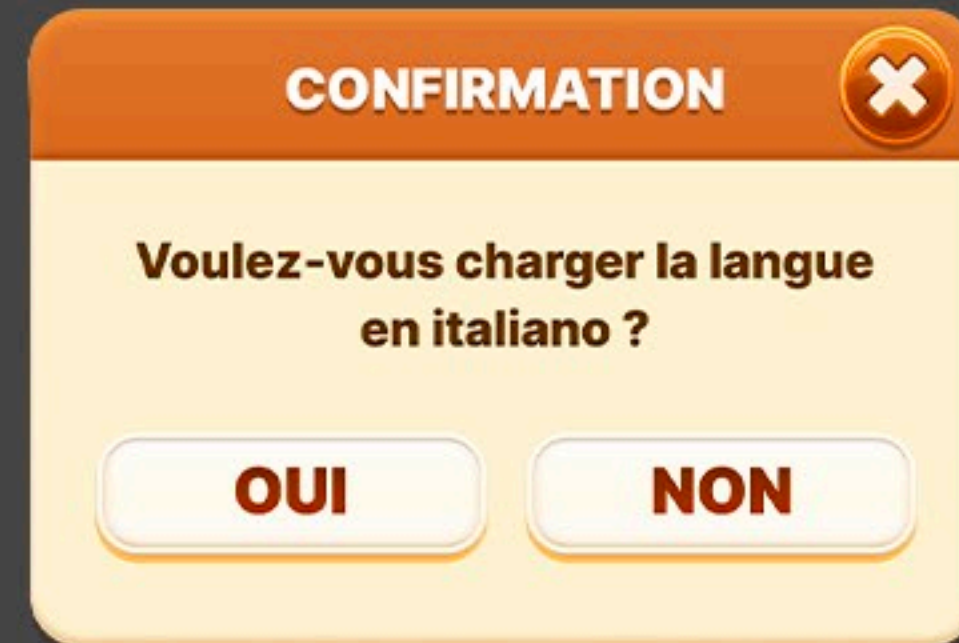 CONFIRMATION
Voulez-vous charger la langue
en italiano ?
OUI
NON